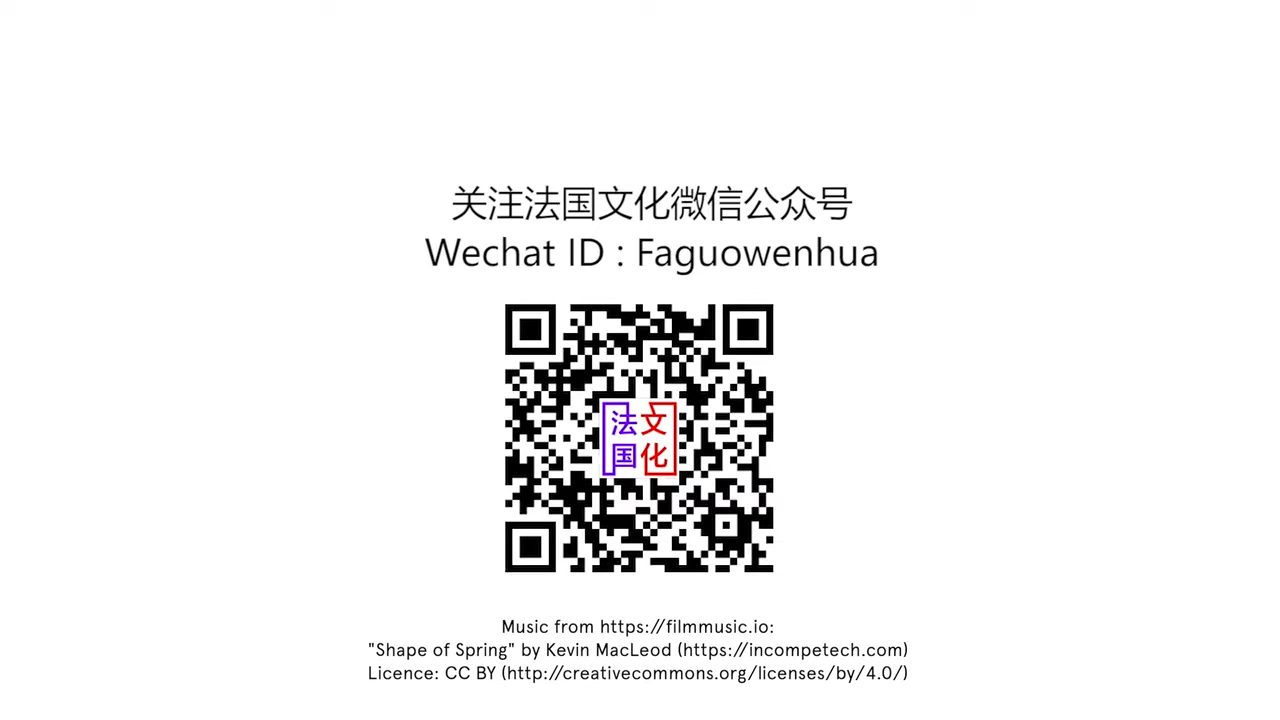 关注法国文化微信公众号
Wechat ID : Faguowenhua
法文
国化
Music from https://filmmusic.io:
"Shape of Spring" by Kevin MacLeod (https://incompetech.com)
Licence: CC BY (http://creativecommons.org/licenses/by/4.0/)